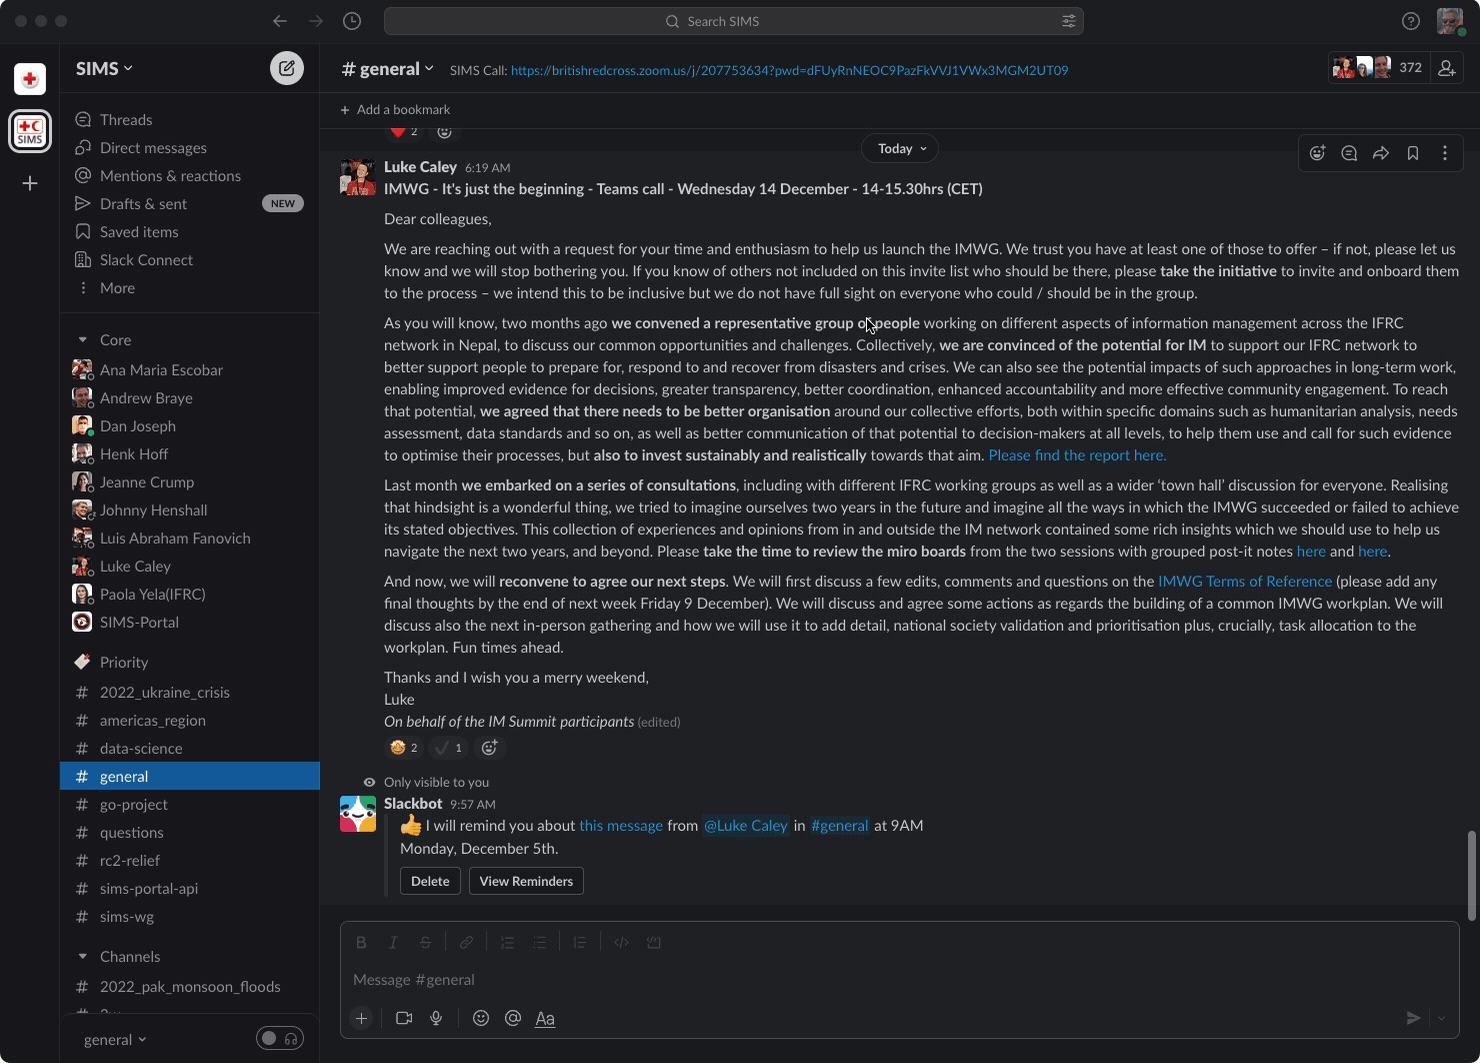 Search SIMS
SIMS
SIMS
Threads
Direct messages
Mentions & reactions
Drafts & sent
NEW
Saved items
Slack Connect
More
Core
Ana Maria Escobar
Andrew Braye
Dan Joseph
Henk Hoff
Jeanne Crump
Johnny Henshall
Luis Abraham Fanovich
Luke Caley
Paola Yela(IFRC)
SIMS-Portal
Priority
# 2022_ukraine_crisis
# americas_region
# data-science
# general
# go-project
# questions
# rc2-relief
# sims-portal-api
# sims-wg
Channels
# 2022_pak_monsoon_floods
general
# general
SIMS Call: https://britishredcross.zoom.us/j/207753634?pwd=dFUyRnNEOC9PazFkVVJ1VWx3MGM2UT09
372
+ Add a bookmark
2
Today
Luke Caley 6:19 AM
IMWG - It's just the beginning - Teams call - Wednesday 14 December - 14-15.30hrs (CET)
Dear colleagues,
We are reaching out with a request for your time and enthusiasm to help us launch the IMWG. We trust you have at least one of those to offer – if not, please let us
know and we will stop bothering you. If you know of others not included on this invite list who should be there, please take the initiative to invite and onboard them
to the process – we intend this to be inclusive but we do not have full sight on everyone who could / should be in the group.
As you will know, two months ago we convened a representative group of people working on different aspects of information management across the IFRC
network in Nepal, to discuss our common opportunities and challenges. Collectively, we are convinced of the potential for IM to support our IFRC network to
better support people to prepare for, respond to and recover from disasters and crises. We can also see the potential impacts of such approaches in long-term work,
enabling improved evidence for decisions, greater transparency, better coordination, enhanced accountability and more effective community engagement. To reach
that potential, we agreed that there needs to be better organisation around our collective efforts, both within specific domains such as humanitarian analysis, needs
assessment, data standards and so on, as well as better communication of that potential to decision-makers at all levels, to help them use and call for such evidence
to optimise their processes, but also to invest sustainably and realistically towards that aim. Please find the report here.
Last month we embarked on a series of consultations, including with different IFRC working groups as well as a wider ‘town hall’ discussion for everyone. Realising
that hindsight is a wonderful thing, we tried to imagine ourselves two years in the future and imagine all the ways in which the IMWG succeeded or failed to achieve
its stated objectives. This collection of experiences and opinions from in and outside the IM network contained some rich insights which we should use to help us
navigate the next two years, and beyond. Please take the time to review the miro boards from the two sessions with grouped post-it notes here and here.
And now, we will reconvene to agree our next steps. We will first discuss a few edits, comments and questions on the IMWG Terms of Reference (please add any
final thoughts by the end of next week Friday 9 December). We will discuss and agree some actions as regards the building of a common IMWG workplan. We will
discuss also the next in-person gathering and how we will use it to add detail, national society validation and prioritisation plus, crucially, task allocation to the
workplan. Fun times ahead.
Thanks and I wish you a merry weekend,
Luke
On behalf of the IM Summit participants (edited)
2
1
Only visible to you
Slackbot 9:57 AM
👍 I will remind you about this message from @Luke Caley in #general at 9AM
Monday, December 5th.
Delete
View Reminders
B I S
Message #general
Aa